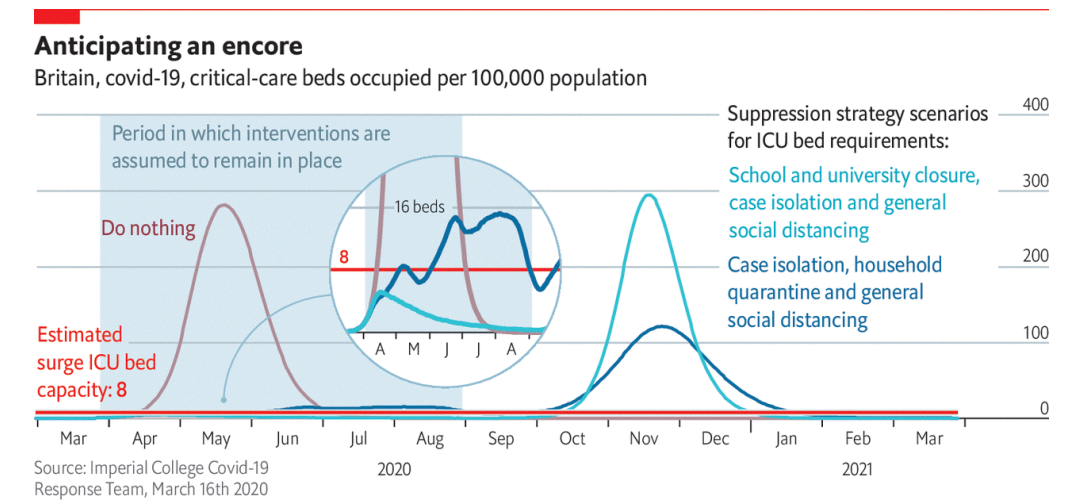 Anticipating an encore
Britain, covid-19, critical-care beds occupied per 100,000 population
Period in which interventions are
assumed to remain in place
Do nothing
Estimated
surge ICU bed
capacity: 8
16 beds
8
A M J J A
Suppression strategy scenarios
for ICU bed requirements:
School and university closure,
case isolation and general
social distancing
Case isolation, household
quarantine and general
social distancing
400
300
200
100
0
Mar Apr May Jun Jul Aug Sep Oct Nov Dec Jan Feb Mar
2020 2021
Source: Imperial College Covid-19
Response Team, March 16th 2020